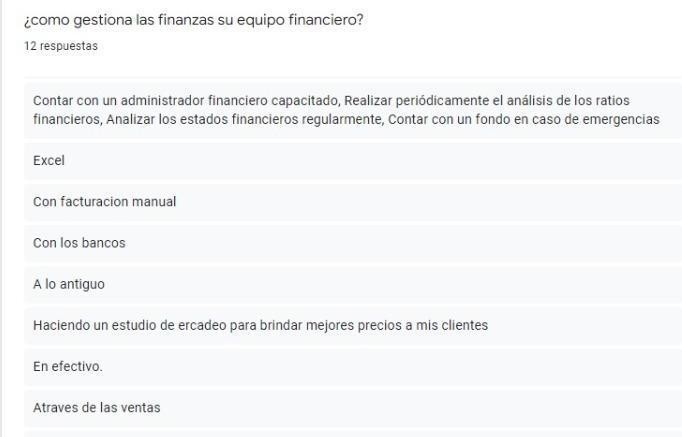 ¿como gestiona las finanzas su equipo financiero?
12 respuestas
Contar con un administrador financiero capacitado, Realizar periódicamente el análisis de los ratios
financieros, Analizar los estados financieros regularmente, Contar con un fondo en caso de emergencias
Excel
Con facturacion manual
Con los bancos
A lo antiguo
Haciendo un estudio de ercadeo para brindar mejores precios a mis clientes
En efectivo.
Atraves de las ventas